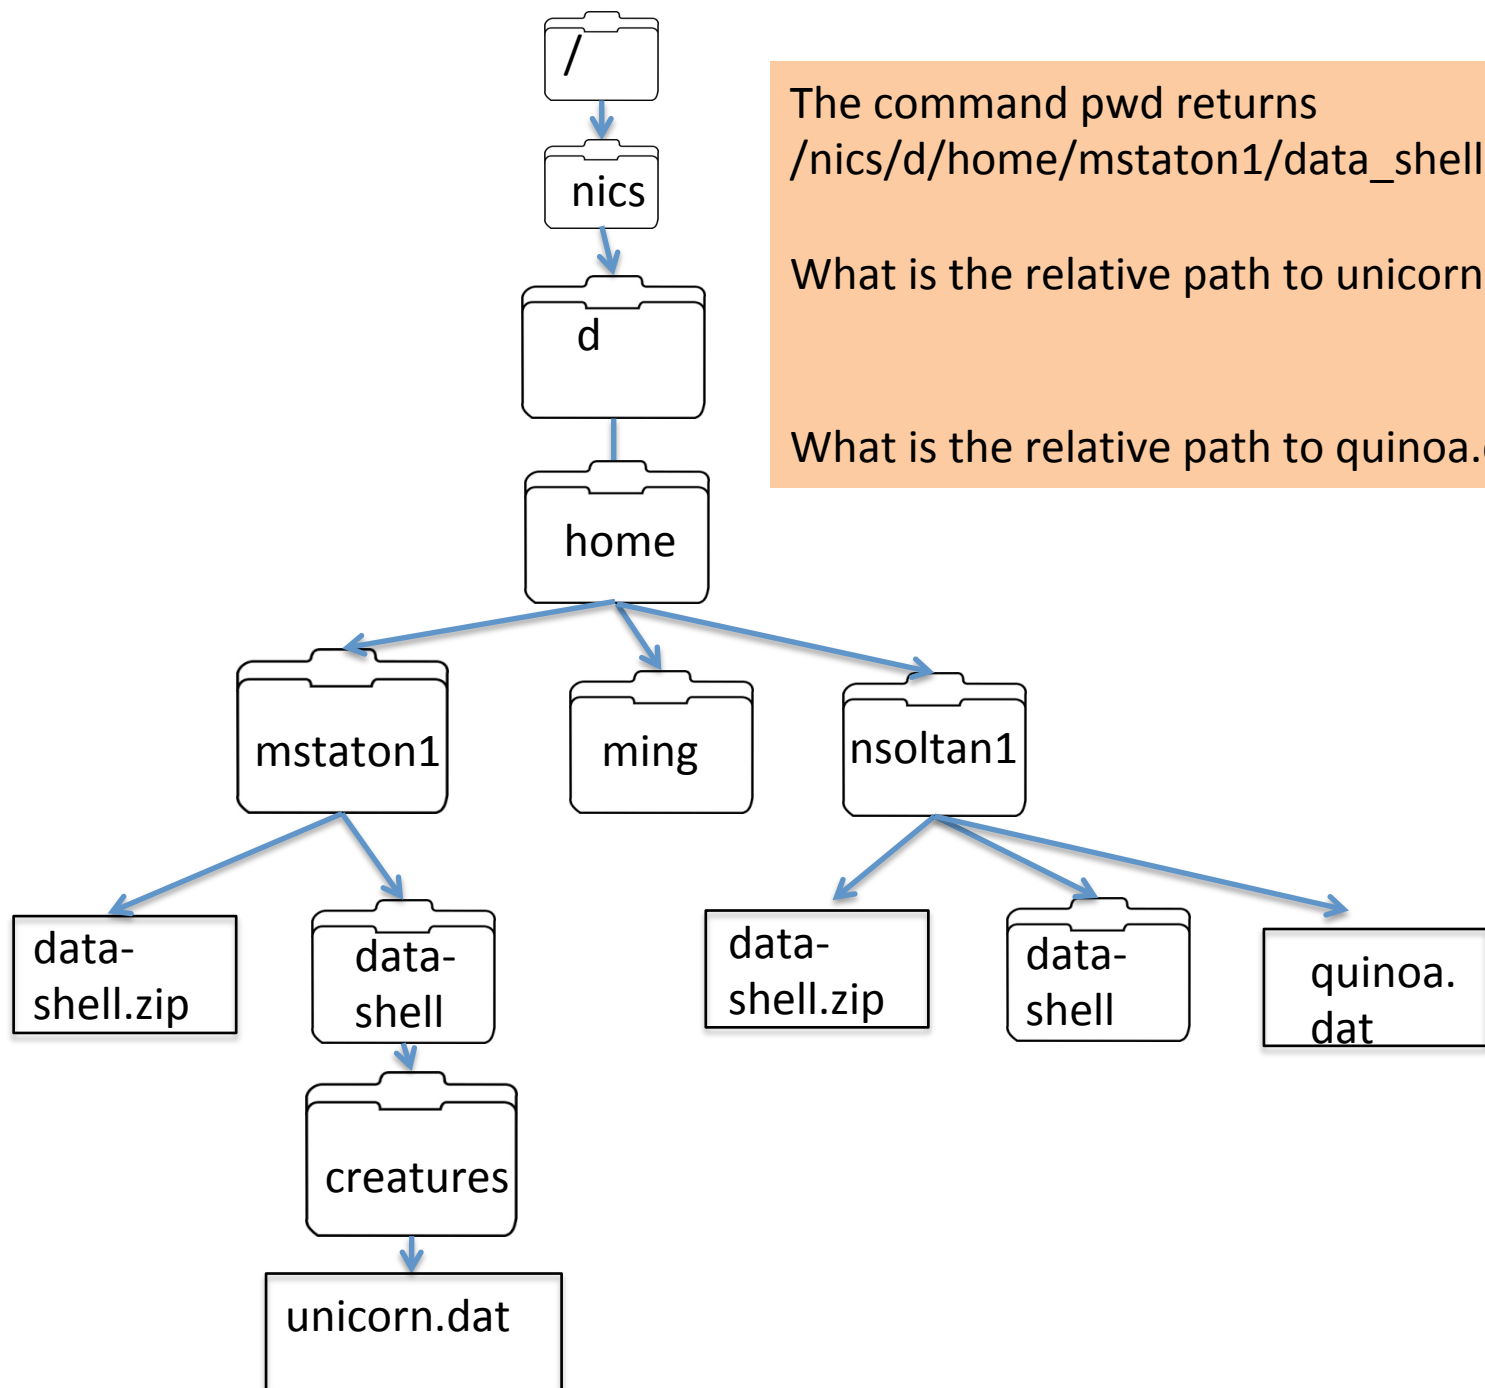 /
The command pwd returns
/nics/d/home/mstaton1/data_shell
nics
What is the relative path to unicorn
d
What is the relative path to quinoa.
home
mstaton1
ming
nsoltan1
data-
shell.zip
data-
shell
data-
shell.zip
data-
shell
quinoa.
dat
creatures
unicorn.dat